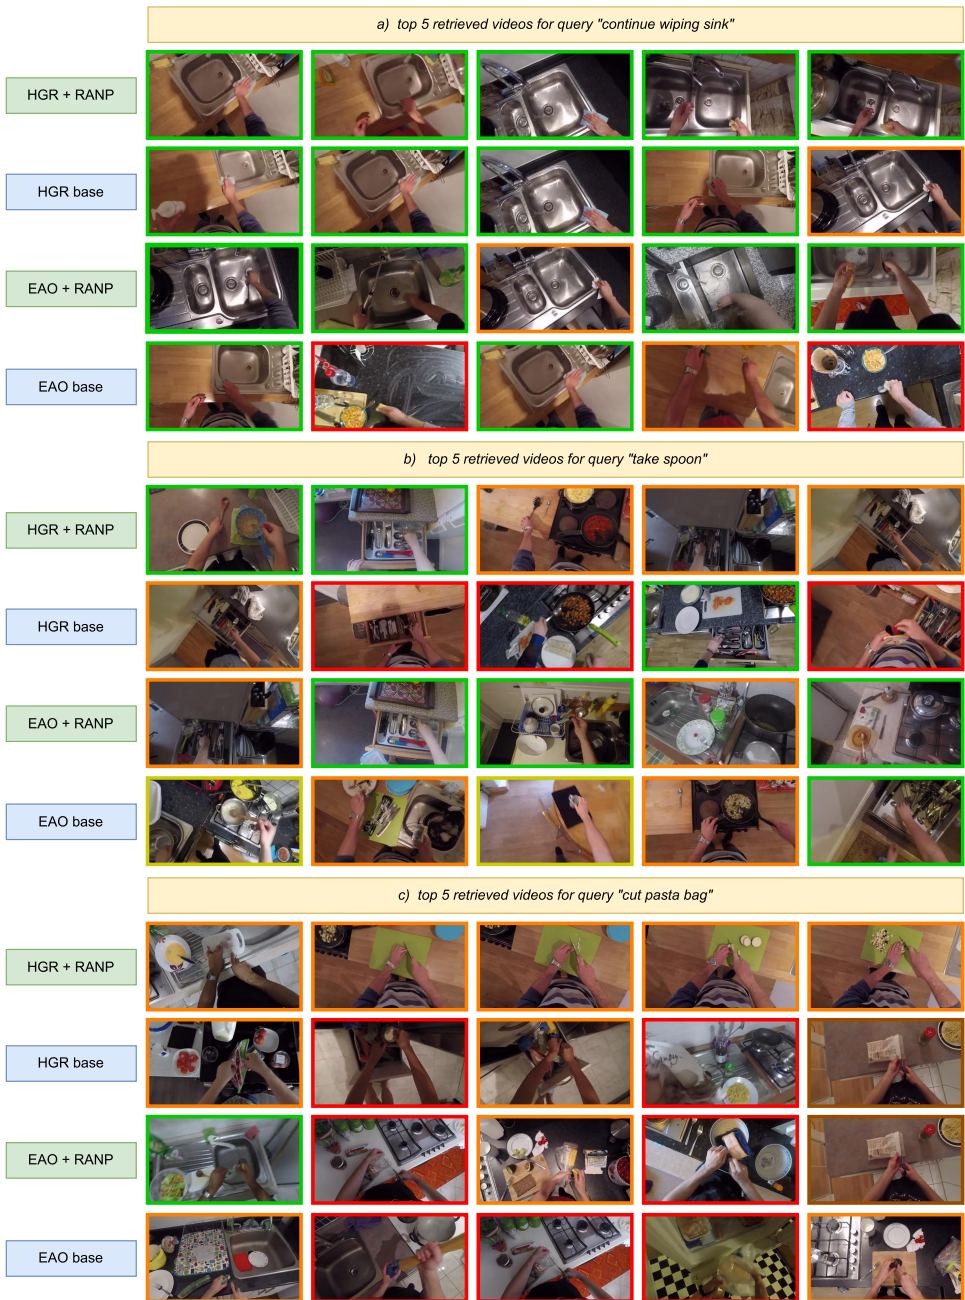 a) top 5 retrieved videos for query "continue wiping sink"
HGR + RANP
HGR base
EAO + RANP
EAO base
b) top 5 retrieved videos for query "take spoon"
HGR + RANP
HGR base
EAO + RANP
EAO base
c) top 5 retrieved videos for query "cut pasta bag"
HGR + RANP
HGR base
EAO + RANP
EAO base